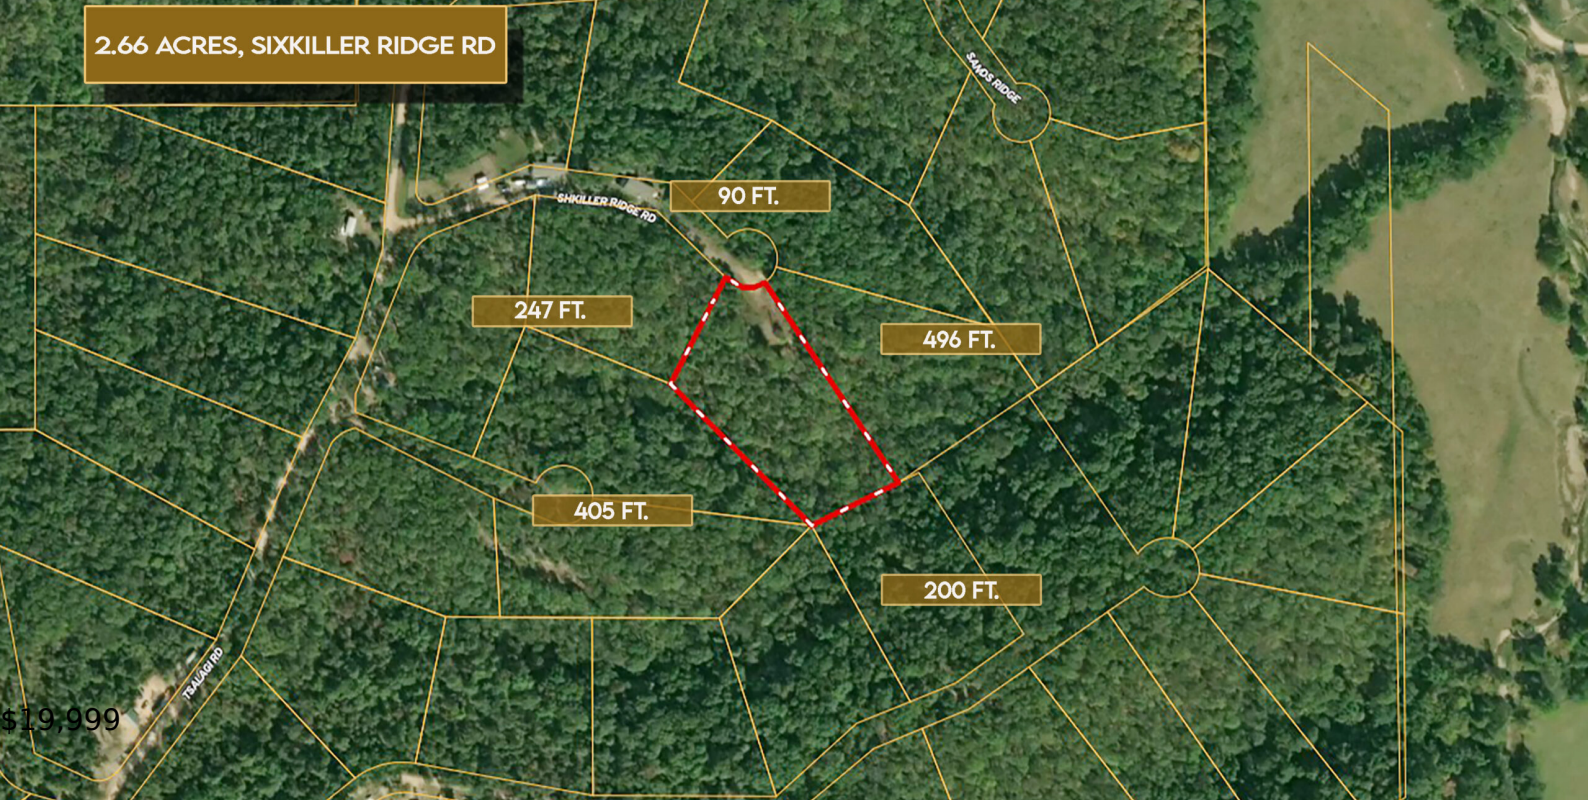 2.66 ACRES, SIXKILLER RIDGE RD
SANDS RIDGE
90 FT.
SHKILLER RIDGE RD
247 FT.
496 FT.
405 FT.
200 FT.
TSALAGI RD
$19,999